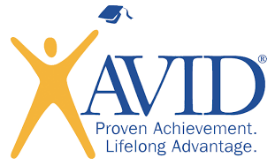 AVID®
Proven Achievement.
Lifelong Advantage.